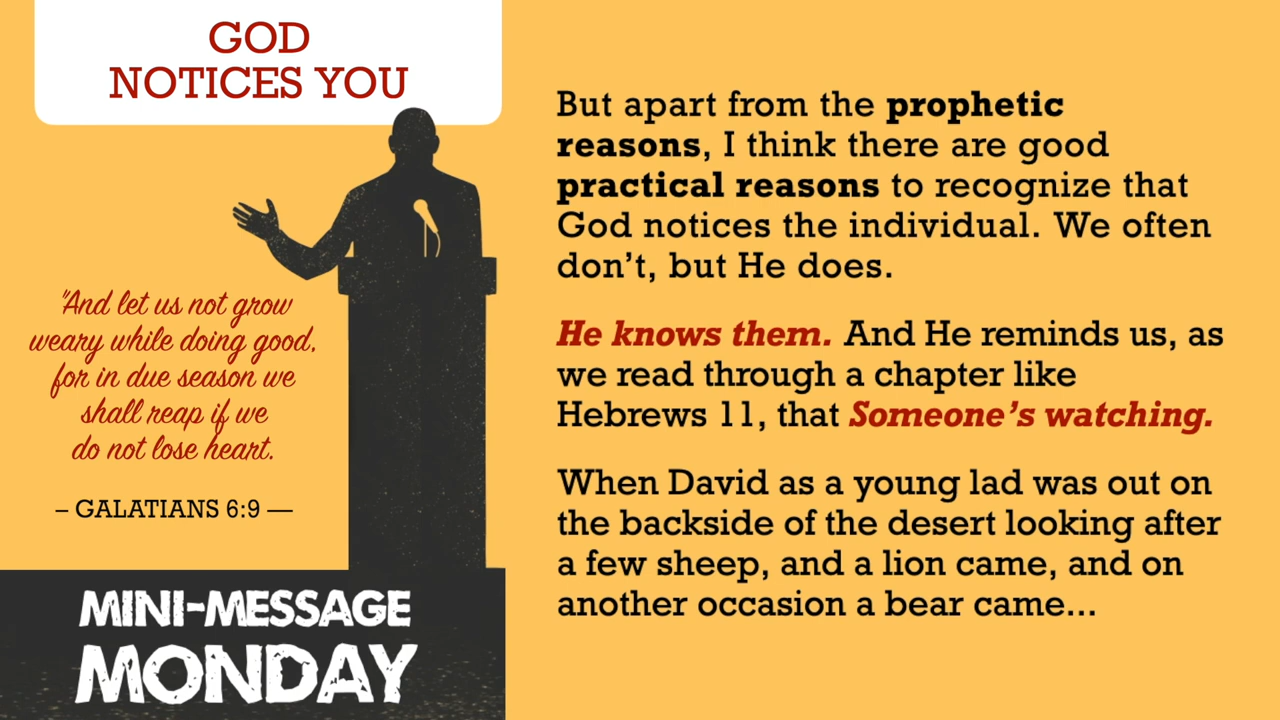 GOD
NOTICES YOU
"And let us not grow
weary while doing good,
for in due season we
shall reap if we
do not lose heart.
– GALATIANS 6:9 —
MINI-MESSAGE
MONDAY
But apart from the prophetic
reasons, I think there are good
practical reasons to recognize that
God notices the individual. We often
don’t, but He does.
He knows them. And He reminds us, as
we read through a chapter like
Hebrews 11, that Someone’s watching.
When David as a young lad was out on
the backside of the desert looking after
a few sheep, and a lion came, and on
another occasion a bear came...